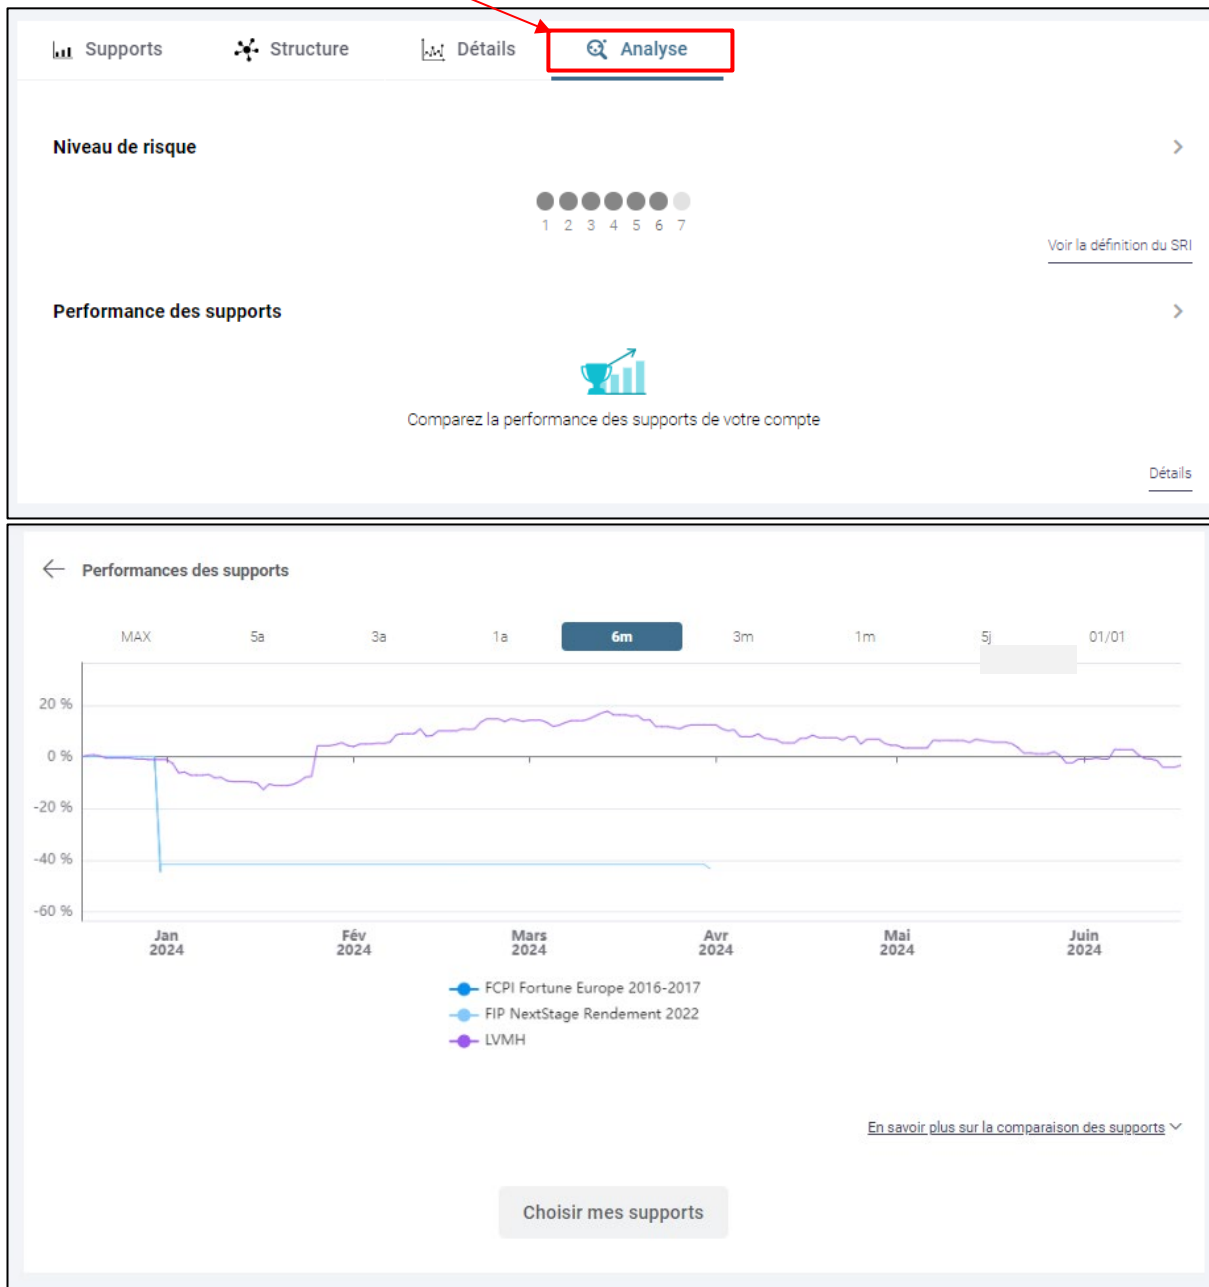 Supports Structure Détails Analyse
Niveau de risque
1 2 3 4 5 6 7
Voir la définition du SRI
Performance des supports
Comparez la performance des supports de votre compte
Détails
Performances des supports
MAX 5a 3a 1a 6m 3m 1m 5j 01/01
20 %
0 %
-20 %
-40 %
-60 %
Jan Fév Mars Avr Mai Juin
2024 2024 2024 2024 2024 2024
FCPI Fortune Europe 2016-2017
FIP NextStage Rendement 2022
LVMH
En savoir plus sur la comparaison des supports
Choisir mes supports